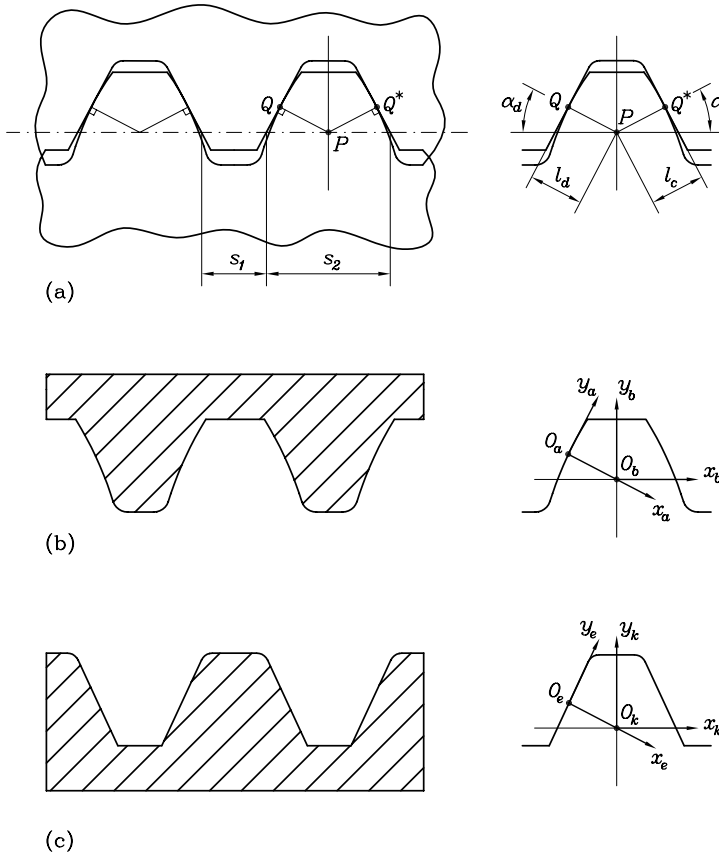 Q
Q*
P
s1
s2
(a)
αd
Q
Q*
α
P
ld
lc
(b)
ya
yb
Oa
Ob
xb
xa
(c)
ye
yk
Oe
Ok
xk
xe